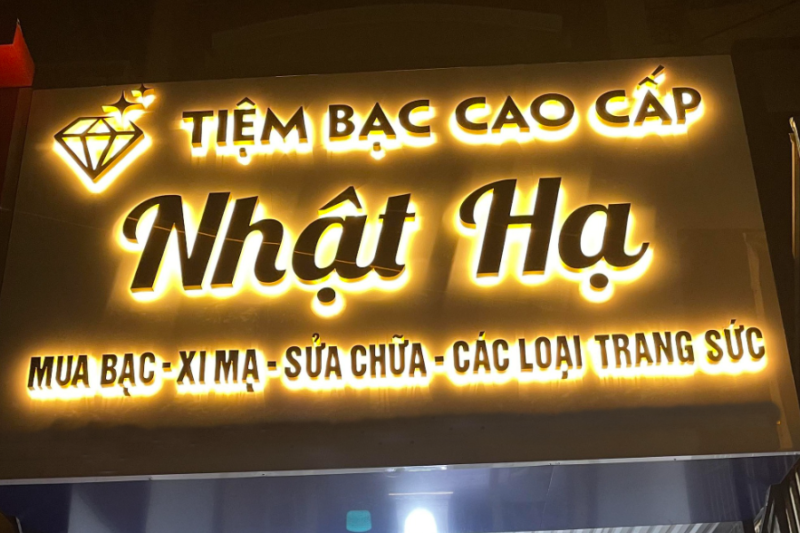 TIỆM BẠC CAO CẤP
Nhật Hạ
MUA BẠC - XI MẠ - SỬA CHỮA - CÁC LOẠI TRANG SỨC